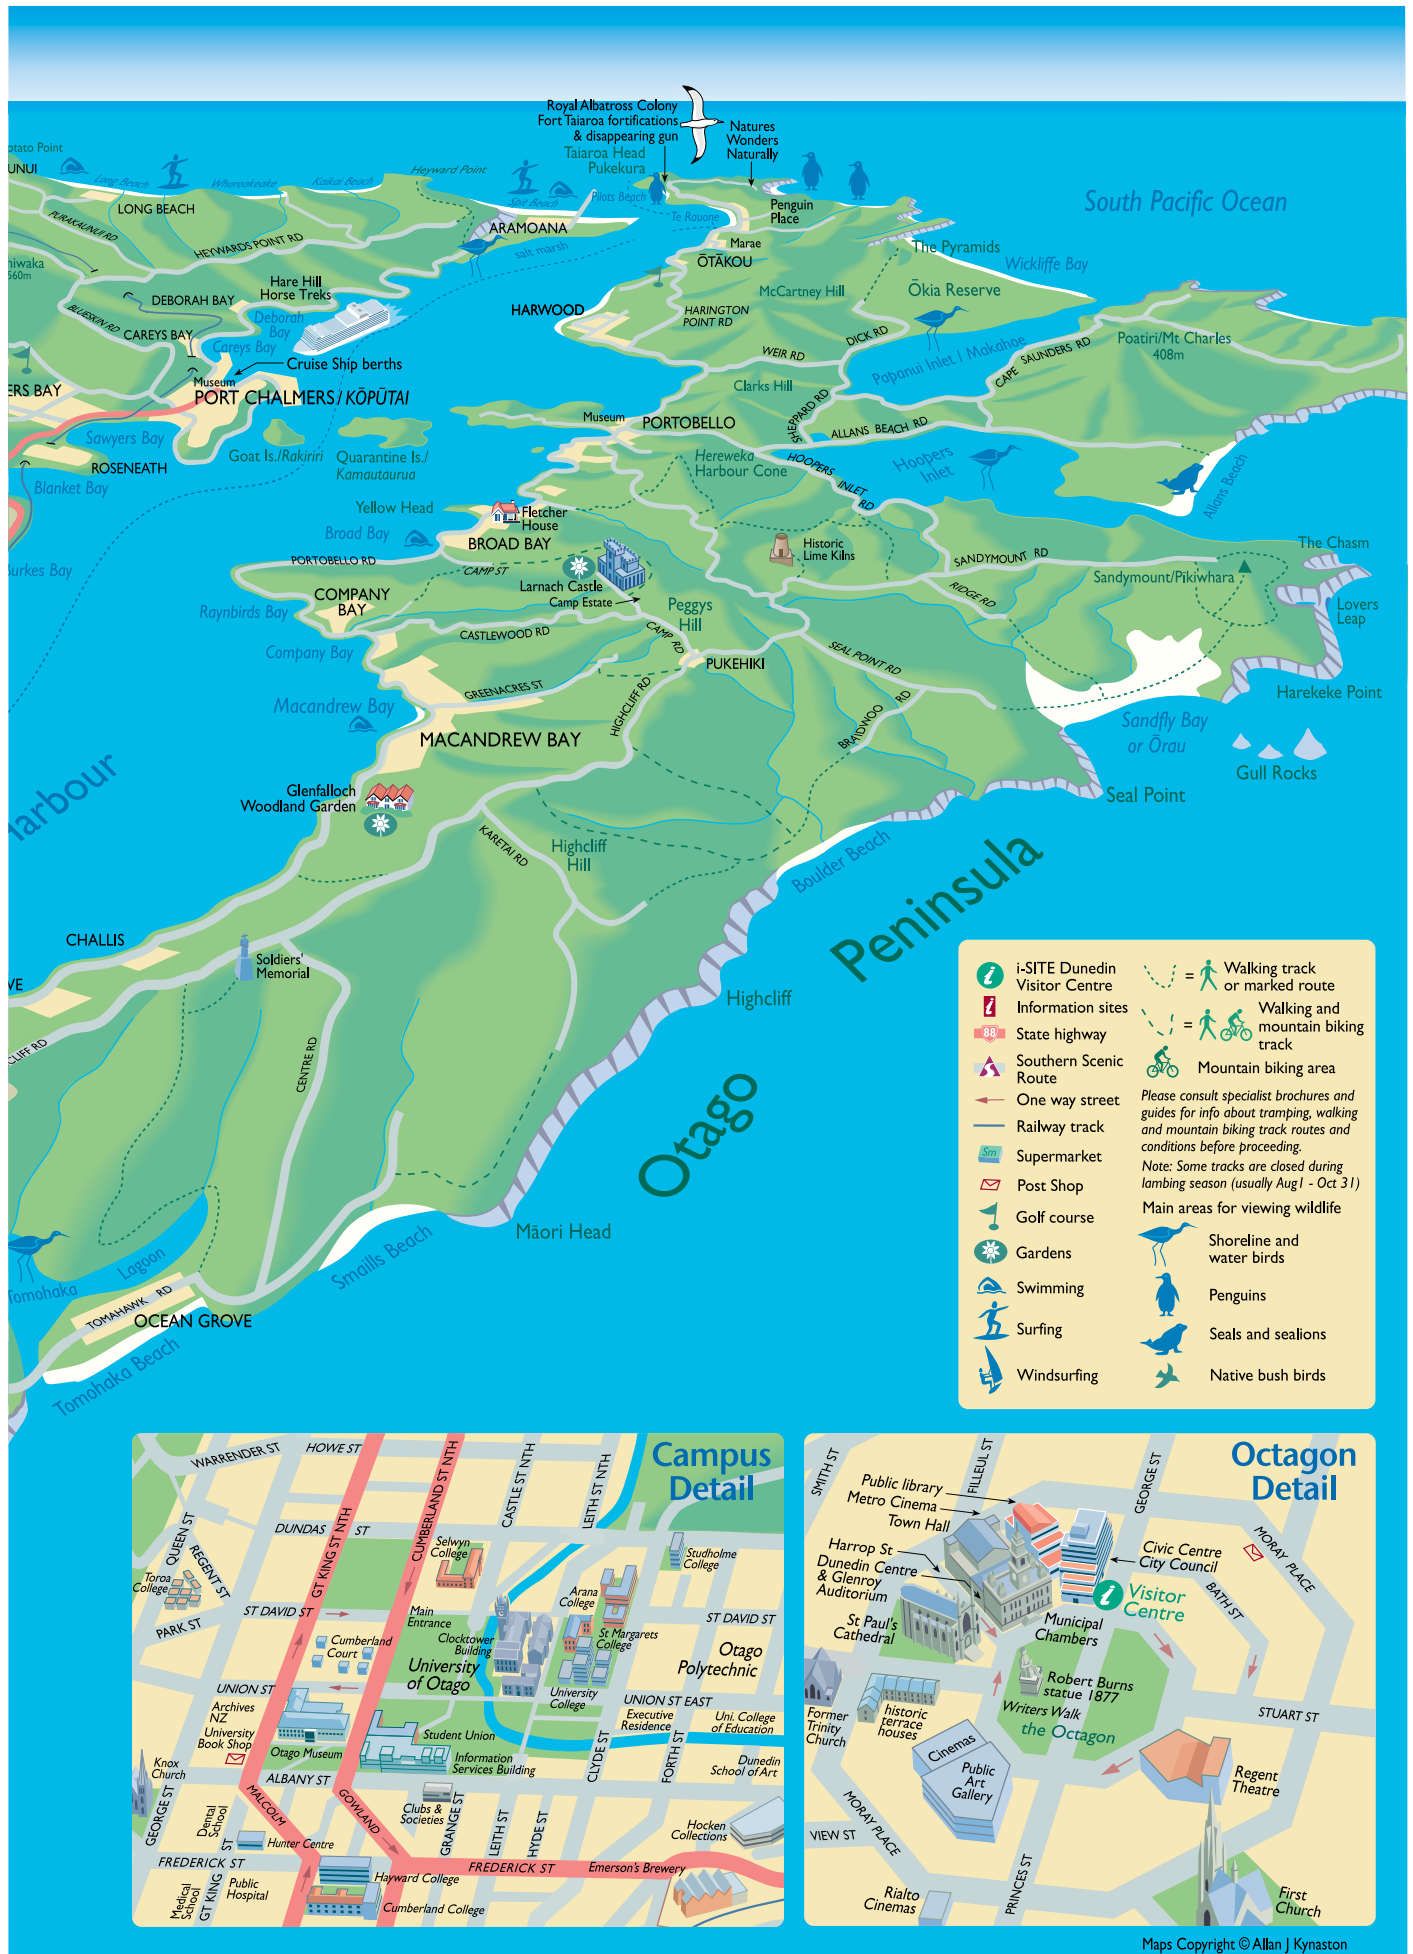 Royal Albatross Colony
Fort Taiaroa fortifications
& disappearing gun
Natures
Wonders
Naturally
Taiaroa Head
Pukekura
Heyward Point
Long Beach
Whareakeake
Kaikai Beach
Spit Beach
Pilots Beach
Te Rauone
Penguin
Place
South Pacific Ocean
LONG BEACH
PURAKAUNUI RD
HEYWARDS POINT RD
ARAMOANA
salt marsh
Marae
ŌTĀKOU
The Pyramids
Wickliffe Bay
Ōkia Reserve
McCartney Hill
660m
Hare Hill
Horse Treks
DEBORAH BAY
Deborah
Bay
BLUESKIN RD
CAREYS BAY
Careys Bay
Cruise Ship berths
HARWOOD
HARINGTON
POINT RD
DICK RD
WEIR RD
Papanui Inlet / Makahoe
CAPE SAUNDERS RD
Poatiri/Mt Charles
408m
Museum
PORT CHALMERS / KŌPŪTAI
ERS BAY
Clarks Hill
SHEPPARD RD
ALLANS BEACH RD
Museum
PORTOBELLO
Sawyers Bay
ROSENEATH
Blanket Bay
Goat Is./Rakiriri
Quarantine Is./
Kamautaurua
Hereweka
Harbour Cone
HOOPERS
INLET
RD
Hoopers
Inlet
Allans Beach
Yellow Head
Fletcher
House
Broad Bay
BROAD BAY
Historic
Lime Kilns
SANDYMOUNT RD
The Chasm
Burkes Bay
PORTOBELLO RD
CAMP ST
Larnach Castle
Camp Estate
Sandymount/Pikiwhara
RIDGE RD
Lovers
Leap
COMPANY
BAY
Raynbirds Bay
Peggys
Hill
CASTLEWOOD RD
CAMP RD
Company Bay
PUKEHIKI
SEAL POINT RD
GREENACRES ST
HIGHCLIFF RD
BRAIDWOO RD
Harekeke Point
Macandrew Bay
MACANDREW BAY
Sandfly Bay
or Ōrau
Gull Rocks
Seal Point
Harbour
Glenfalloch
Woodland Garden
KARETAI RD
Highcliff
Hill
Boulder Beach
Otago
Peninsula
CHALLIS
Soldiers'
Memorial
VE
CLIFF RD
CENTRE RD
Highcliff
Māori Head
Smaills Beach
Tomohaka
Lagoon
TOMAHAWK RD
OCEAN GROVE
Tomohaka Beach
i-SITE Dunedin
Visitor Centre
Information sites
88
State highway
Southern Scenic
Route
One way street
Railway track
Sm
Supermarket
Post Shop
Golf course
Gardens
Swimming
Surfing
Windsurfing
= Walking track
or marked route
= Walking and
mountain biking
track
Mountain biking area
Please consult specialist brochures and
guides for info about tramping, walking
and mountain biking track routes and
conditions before proceeding.
Note: Some tracks are closed during
lambing season (usually Aug1 - Oct 31)
Main areas for viewing wildlife
Shoreline and
water birds
Penguins
Seals and sealions
Native bush birds
Campus
Detail
WARRENDER ST
HOWE ST
GT KING ST NTH
CUMBERLAND ST NTH
CASTLE ST NTH
LEITH ST NTH
QUEEN ST
REGENT ST
DUNDAS ST
Selwyn
College
Studholme
College
Toroa
College
PARK ST
ST DAVID ST
Main
Entrance
Arana
College
ST DAVID ST
Cumberland
Court
Clocktower
Building
St Margarets
College
University
of Otago
Otago
Polytechnic
UNION ST
University
College
UNION ST EAST
Archives
NZ
University
Book Shop
Student Union
Executive
Residence
Uni. College
of Education
Otago Museum
Information
Services Building
CLYDE ST
FORTH ST
Dunedin
School of Art
Knox
Church
ALBANY ST
MALCOLM
GOWLAND
GEORGE ST
Dental
School
Clubs &
Societies
GRANGE ST
LEITH ST
HYDE ST
Hocken
Collections
Hunter Centre
FREDERICK ST
Hayward College
FREDERICK ST
Emerson's Brewery
Medical
School
GT KING ST
Public
Hospital
Cumberland College
Octagon
Detail
SMITH ST
FILLEUL ST
GEORGE ST
Public library
Metro Cinema
Town Hall
Harrop St
Dunedin Centre
& Glenroy
Auditorium
MORAY PLACE
Civic Centre
City Council
BATH ST
Visitor
Centre
St Paul's
Cathedral
Municipal
Chambers
Robert Burns
statue 1877
Writers Walk
the Octagon
STUART ST
Former
Trinity
Church
historic
terrace
houses
Cinemas
Public
Art
Gallery
Regent
Theatre
MORAY PLACE
VIEW ST
PRINCES ST
Rialto
Cinemas
First
Church
Maps Copyright © Allan J Kynaston